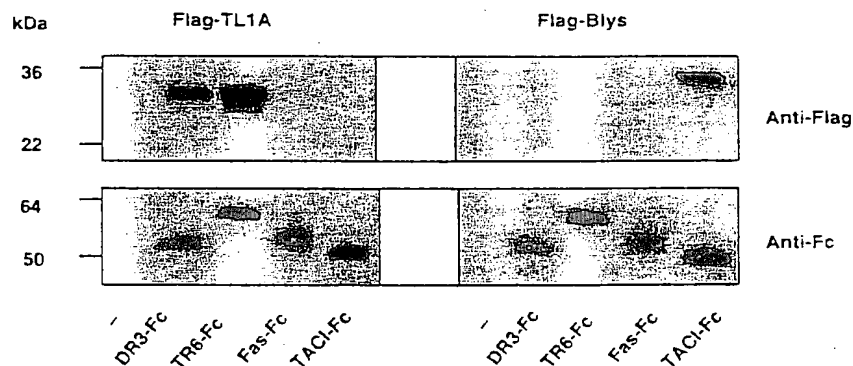 kDa
Flag-TL1A
Flag-Blys
36
22
Anti-Flag
64
50
Anti-Fc
–
DR3-Fc
TR6-Fc
Fas-Fc
TACI-Fc
–
DR3-Fc
TR6-Fc
Fas-Fc
TACI-Fc